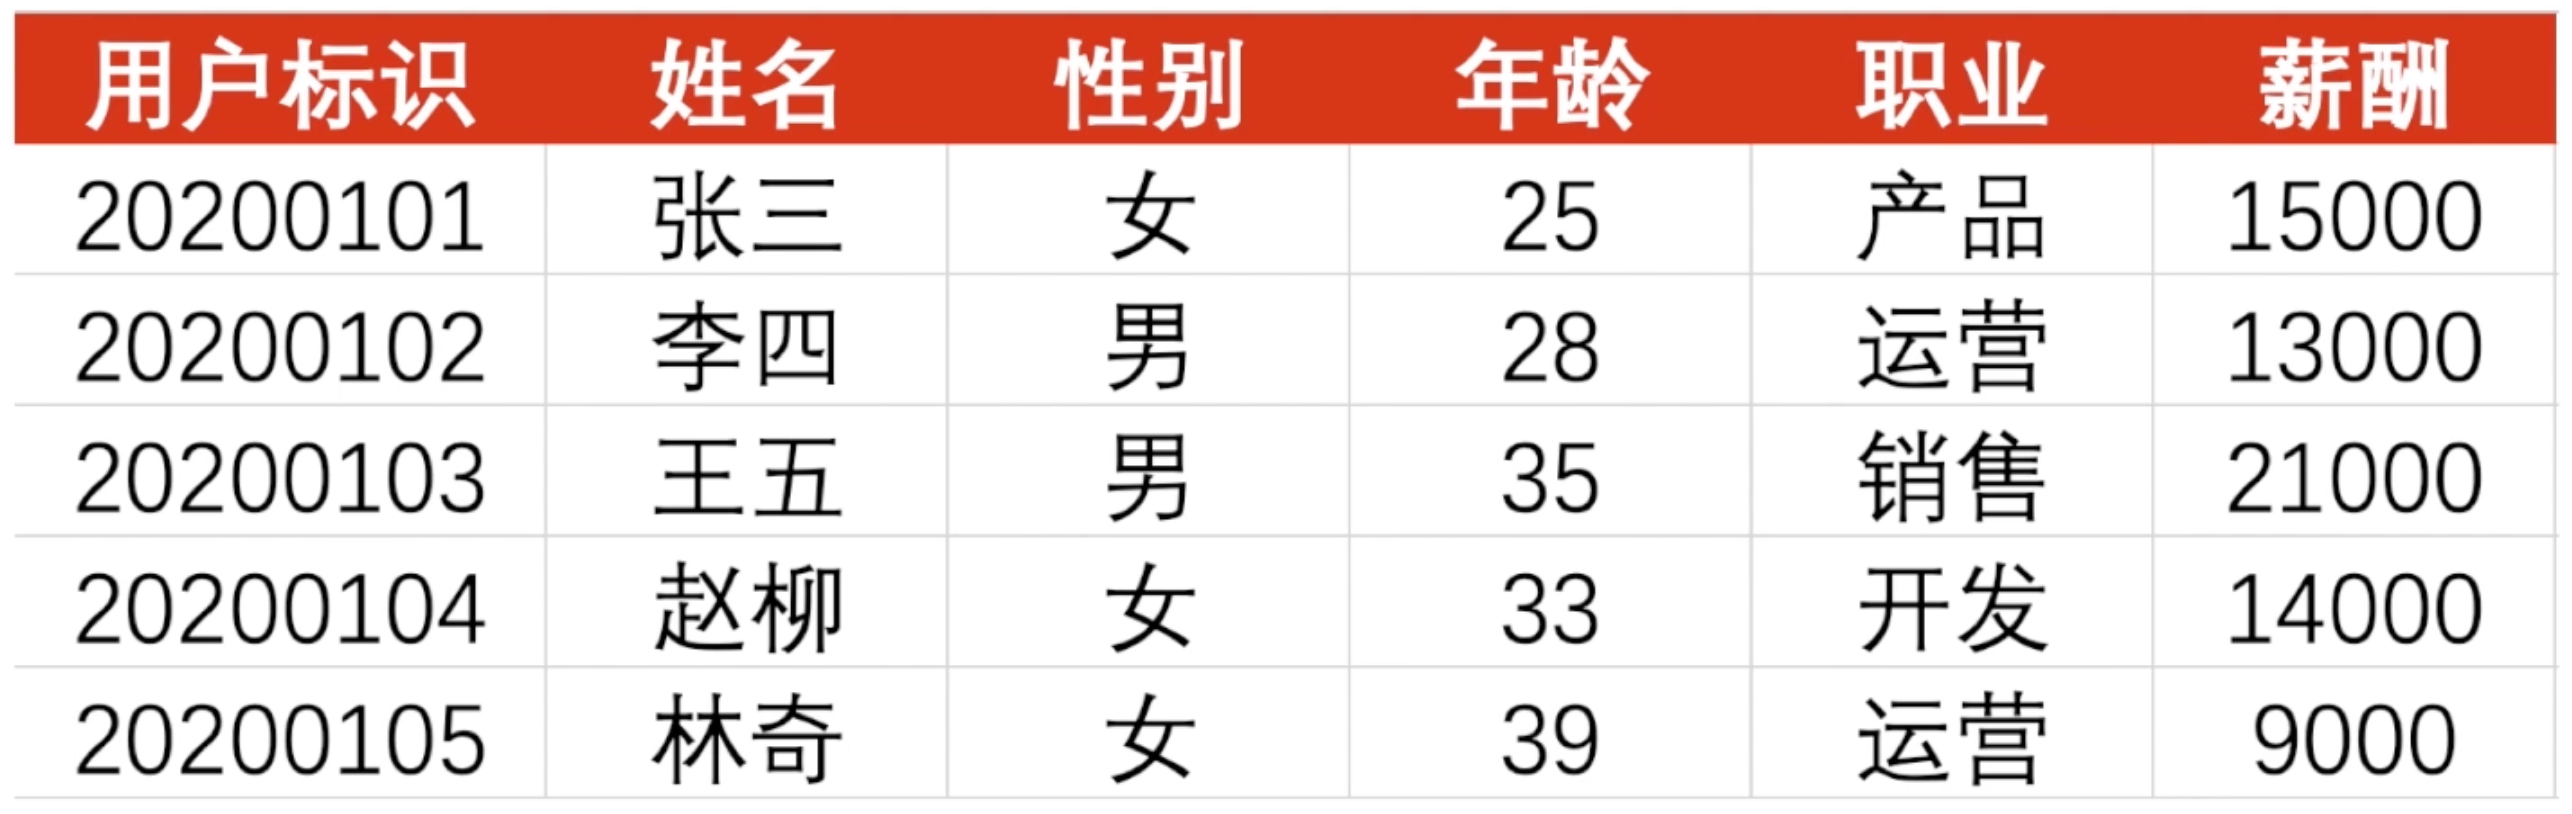 用户标识 姓名 性别 年龄 职业 薪酬
20200101 张三 女 25 产品 15000
20200102 李四 男 28 运营 13000
20200103 王五 男 35 销售 21000
20200104 赵柳 女 33 开发 14000
20200105 林奇 女 39 运营 9000